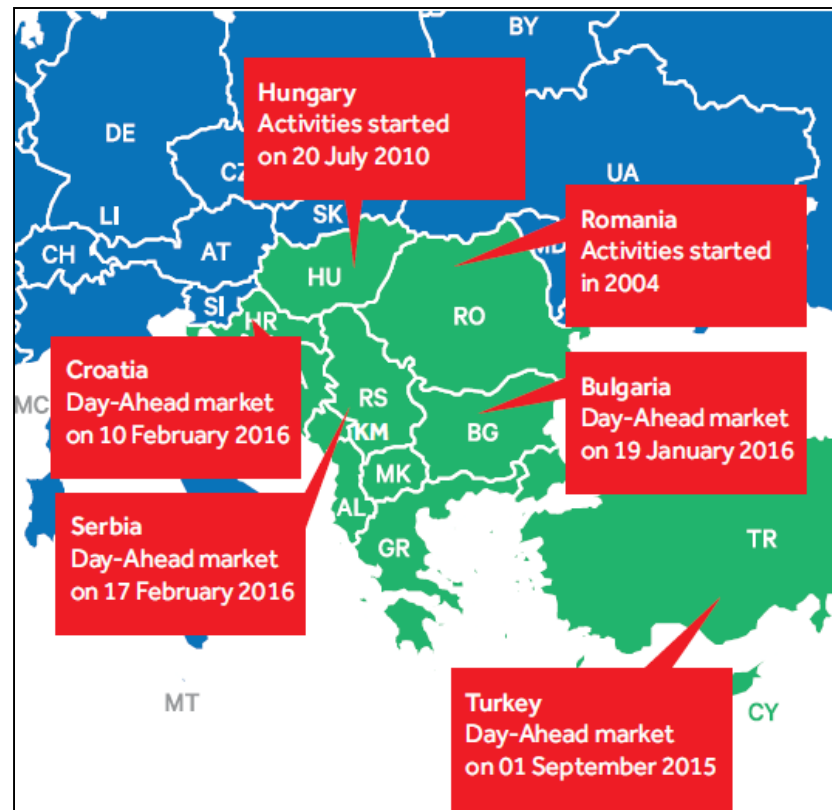 BY
Hungary
Activities started
on 20 July 2010
DE
UA
LI
SK
CH
AT
Romania
Activities started
in 2004
HU
SI
HR
RO
Croatia
Day-Ahead market
on 10 February 2016
MC
RS
KM
BG
Bulgaria
Day-Ahead market
on 19 January 2016
MK
AL
GR
TR
Serbia
Day-Ahead market
on 17 February 2016
MT
Turkey
Day-Ahead market
on 01 September 2015
CY